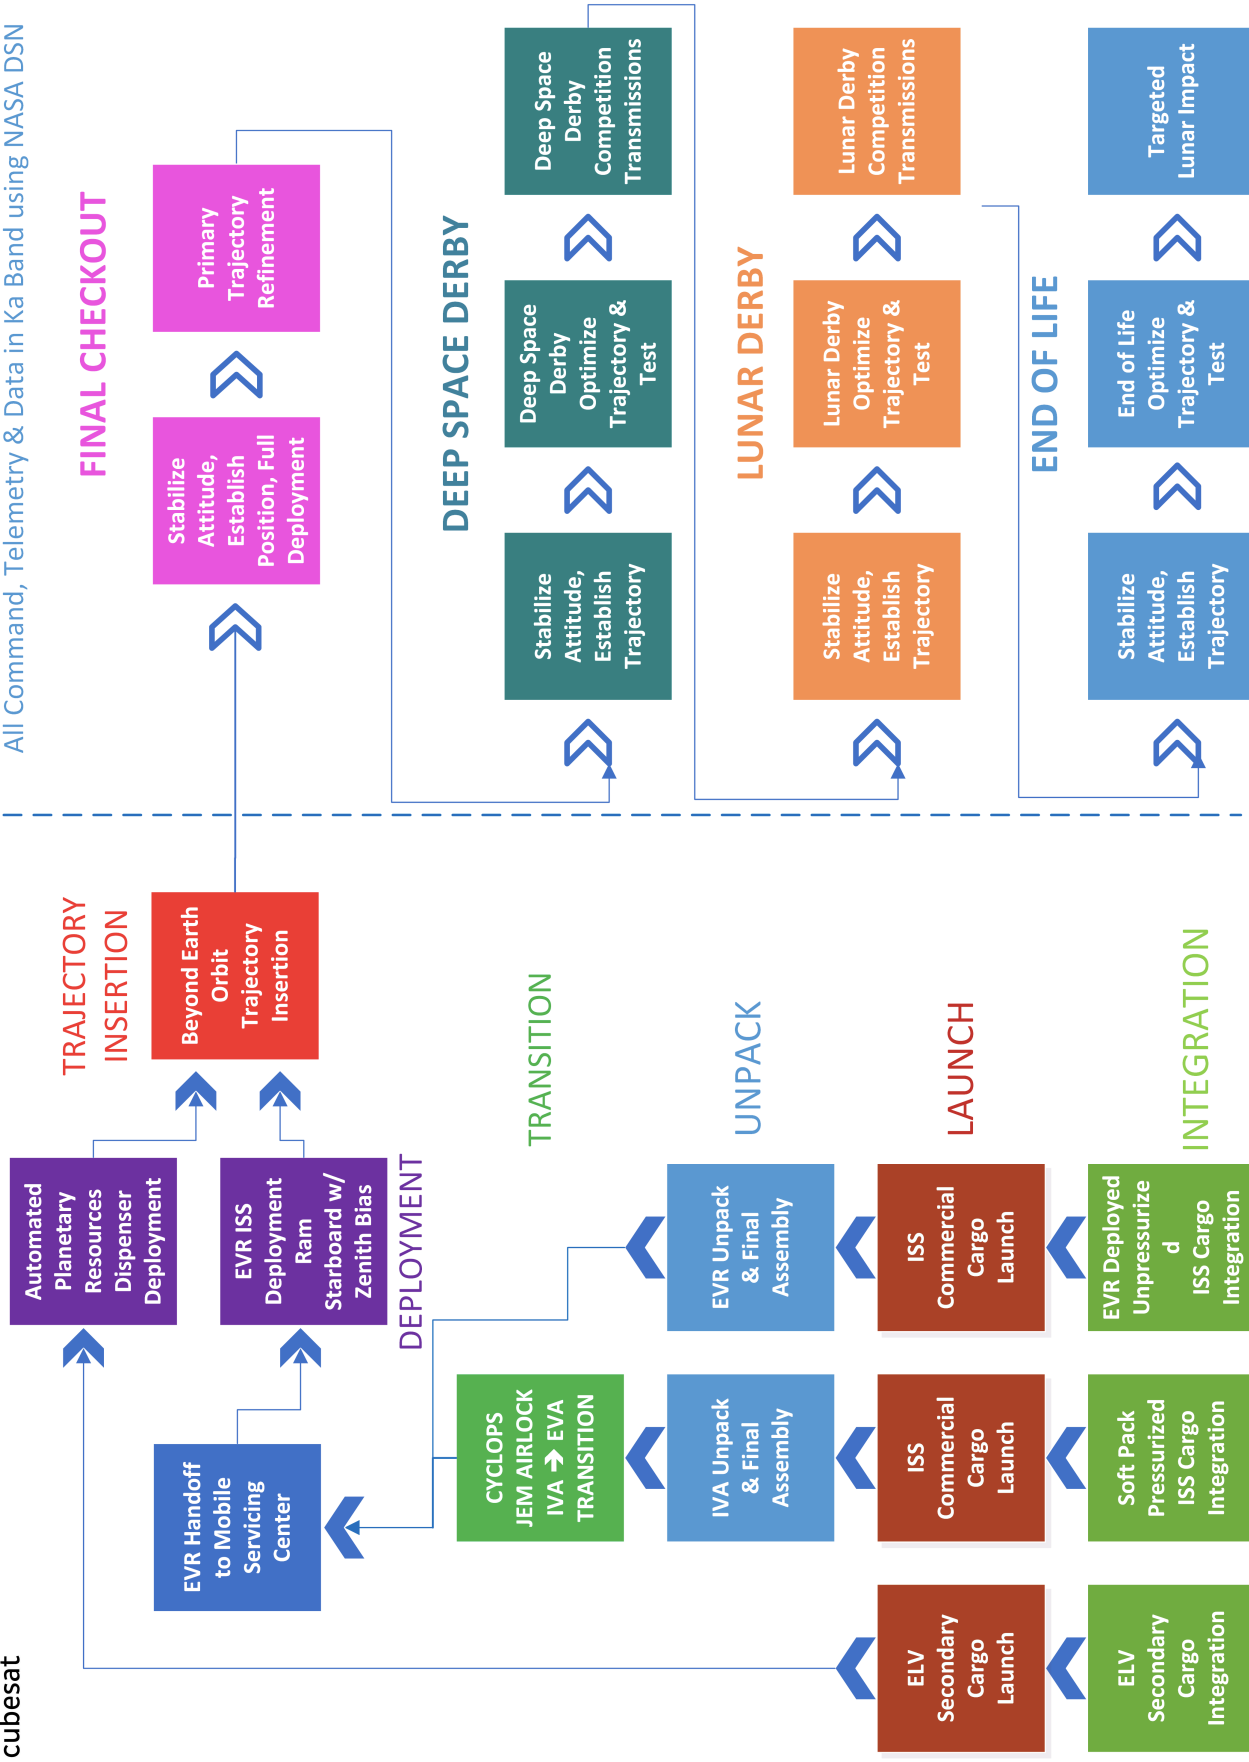 cubesat
All Command, Telemetry & Data in Ka Band using NASA DSN
TRAJECTORY
INSERTION
FINAL CHECKOUT
Automated
Planetary
Resources
Dispenser
Deployment
EVR Handoff
to Mobile
Servicing
Center
EVR ISS
Deployment
Ram
Starboard w/
Zenith Bias
DEPLOYMENT
Beyond Earth
Orbit
Trajectory
Insertion
Stabilize
Attitude,
Establish
Position, Full
Deployment
Primary
Trajectory
Refinement
CYCLOPS
JEM AIRLOCK
IVA ➔ EVA
TRANSITION
TRANSITION
DEEP SPACE DERBY
Stabilize
Attitude,
Establish
Trajectory
Deep Space
Derby
Optimize
Trajectory &
Test
Deep Space
Derby
Competition
Transmissions
IVA Unpack
& Final
Assembly
EVR Unpack
& Final
Assembly
UNPACK
LUNAR DERBY
Stabilize
Attitude,
Establish
Trajectory
Lunar Derby
Optimize
Trajectory &
Test
Lunar Derby
Competition
Transmissions
ELV
Secondary
Cargo
Launch
ISS
Commercial
Cargo
Launch
ISS
Commercial
Cargo
Launch
LAUNCH
END OF LIFE
ELV
Secondary
Cargo
Integration
Soft Pack
Pressurized
ISS Cargo
Integration
EVR Deployed
Unpressurize
d
ISS Cargo
Integration
INTEGRATION
Stabilize
Attitude,
Establish
Trajectory
End of Life
Optimize
Trajectory &
Test
Targeted
Lunar Impact